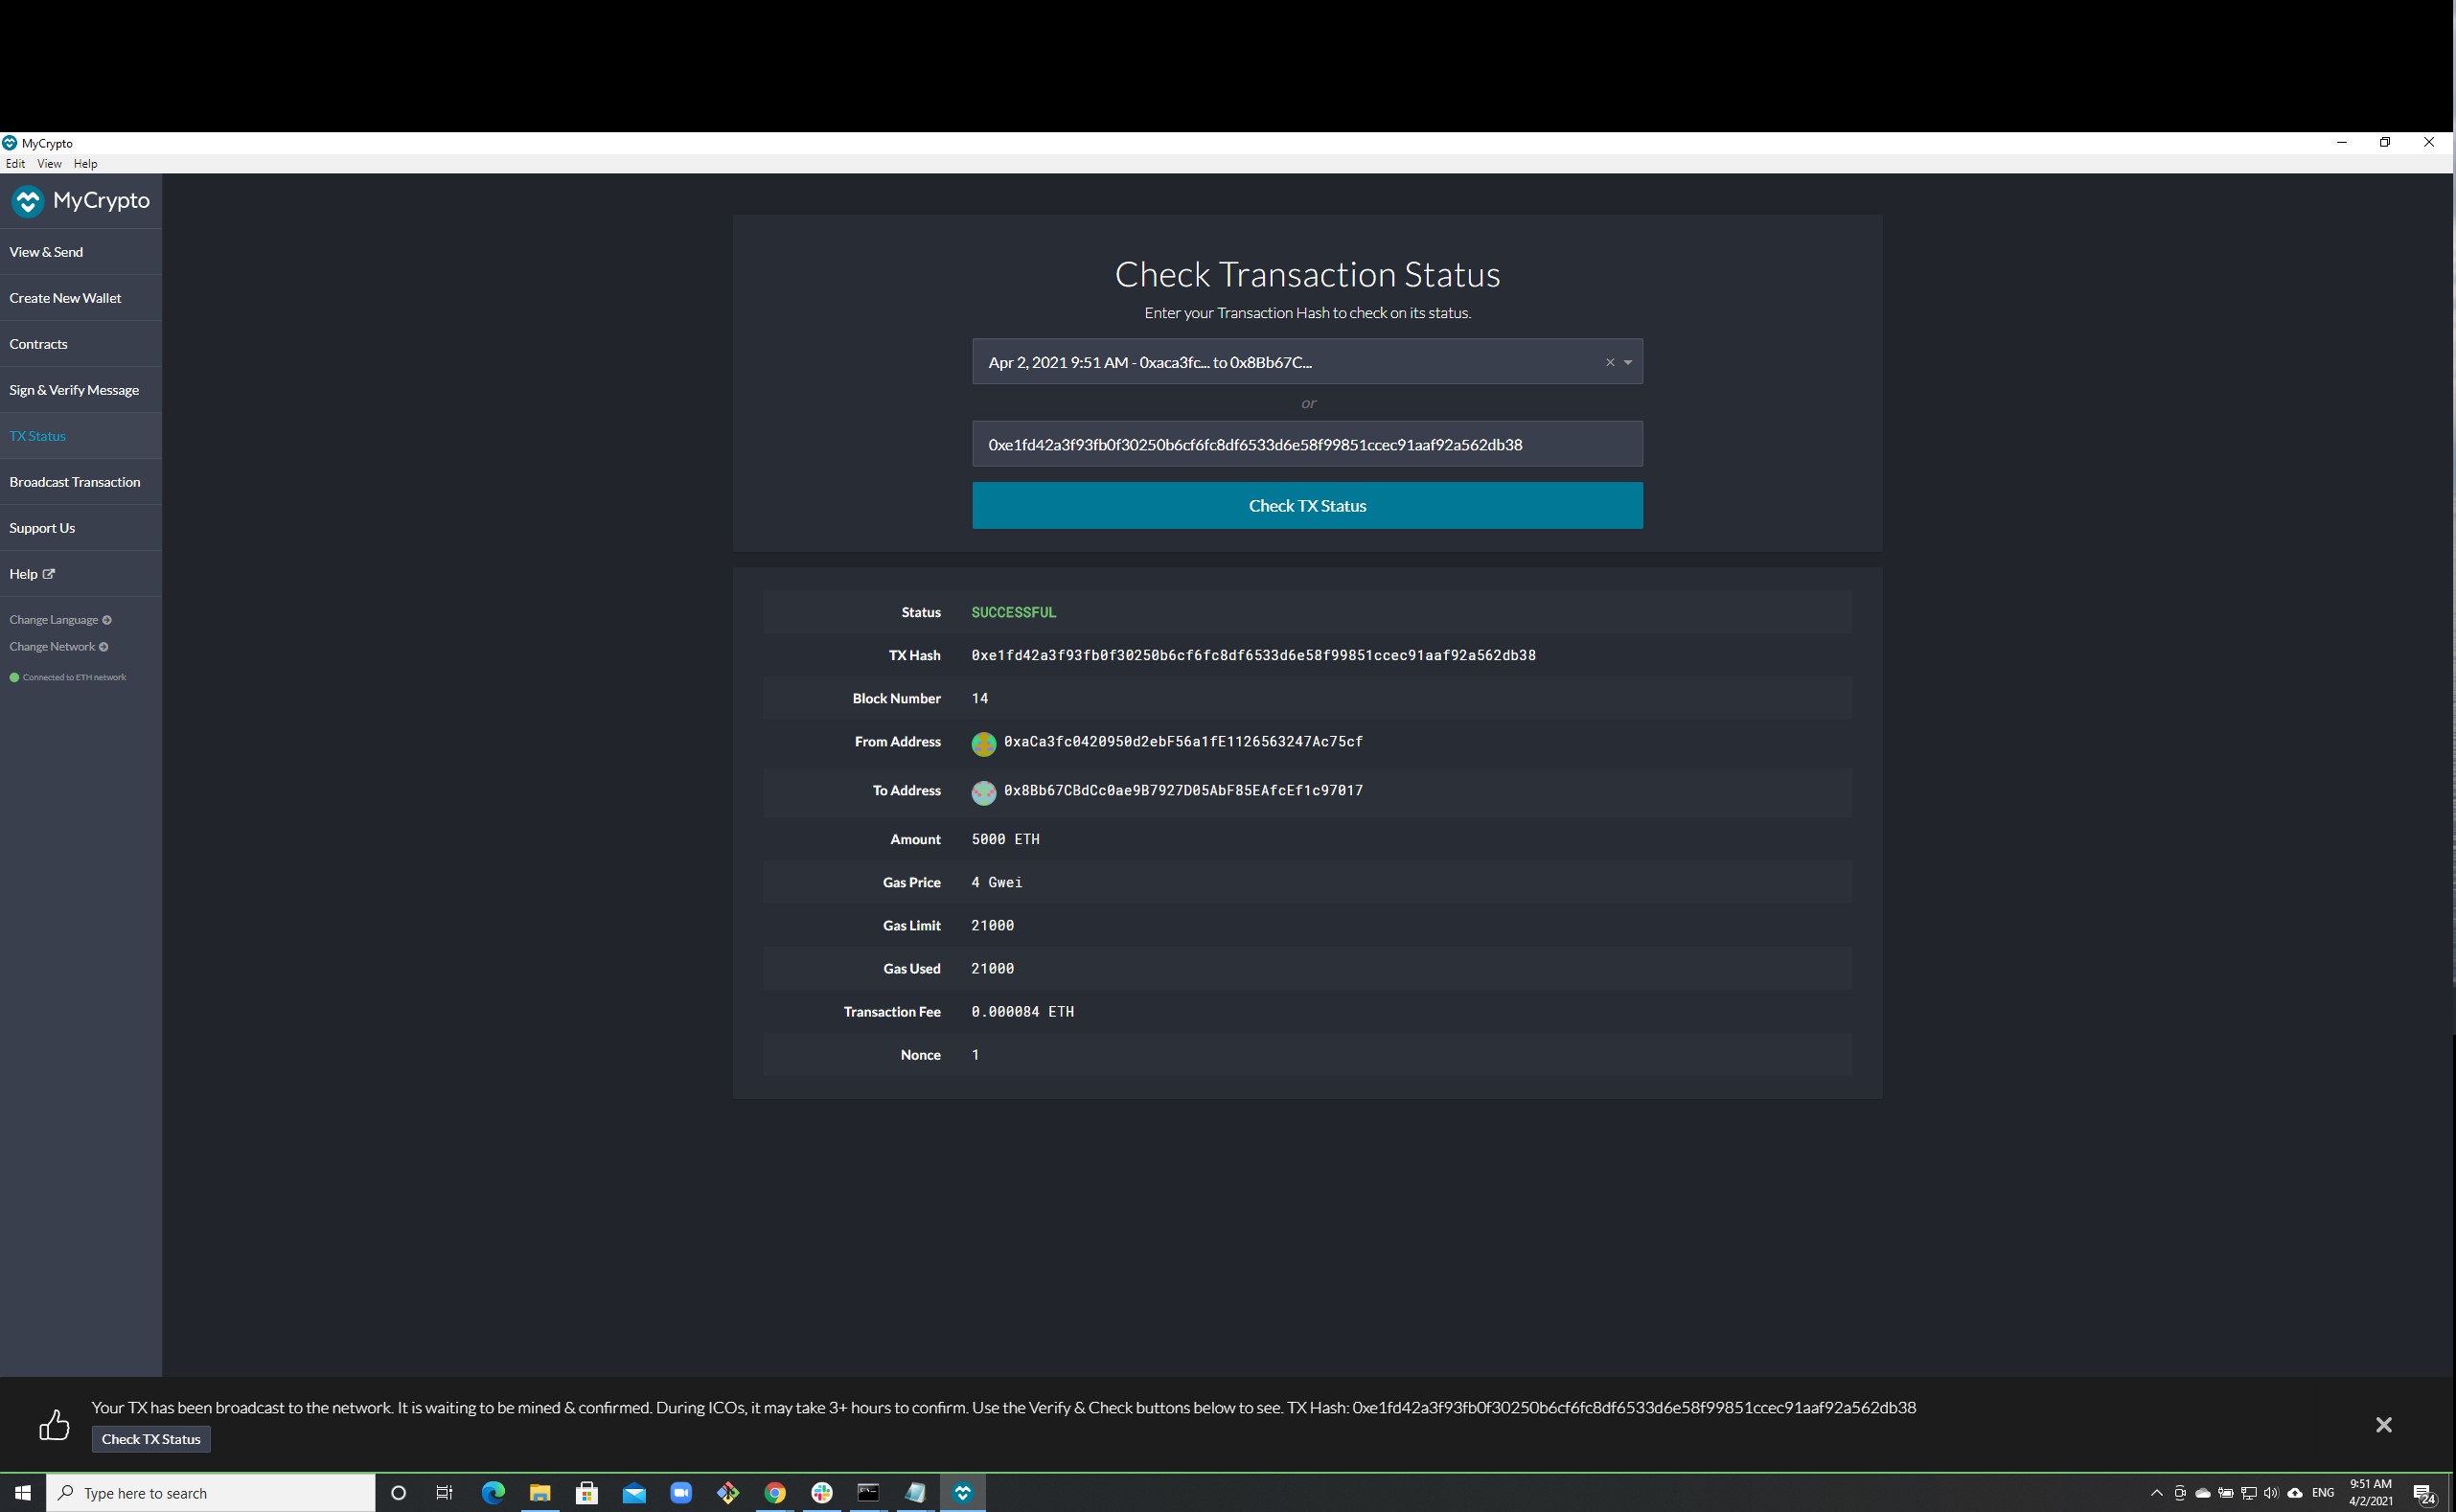 MyCrypto
Edit View Help
MyCrypto
View & Send
Create New Wallet
Contracts
Sign & Verify Message
TX Status
Broadcast Transaction
Support Us
Help
Change Language
Change Network
Connected to ETH network
Check Transaction Status
Enter your Transaction Hash to check on its status.
Apr 2, 2021 9:51 AM - 0xaca3fc... to 0x8Bb67C...
or
0xe1fd42a3f93fb0f30250b6cf6fc8df6533d6e58f99851ccec91aaf92a562db38
Check TX Status
Status SUCCESSFUL
TX Hash 0xe1fd42a3f93fb0f30250b6cf6fc8df6533d6e58f99851ccec91aaf92a562db38
Block Number 14
From Address 0xaCa3fc0420950d2ebF56a1fE1126563247Ac75cf
To Address 0x8Bb67CBdCc0ae9B7927D05AbF85EAfcEf1c97017
Amount 5000 ETH
Gas Price 4 Gwei
Gas Limit 21000
Gas Used 21000
Transaction Fee 0.000084 ETH
Nonce 1
Your TX has been broadcast to the network. It is waiting to be mined & confirmed. During ICOs, it may take 3+ hours to confirm. Use the Verify & Check buttons below to see. TX Hash: 0xe1fd42a3f93fb0f30250b6cf6fc8df6533d6e58f99851ccec91aaf92a562db38
Check TX Status
Type here to search
ENG
9:51 AM
4/2/2021
24